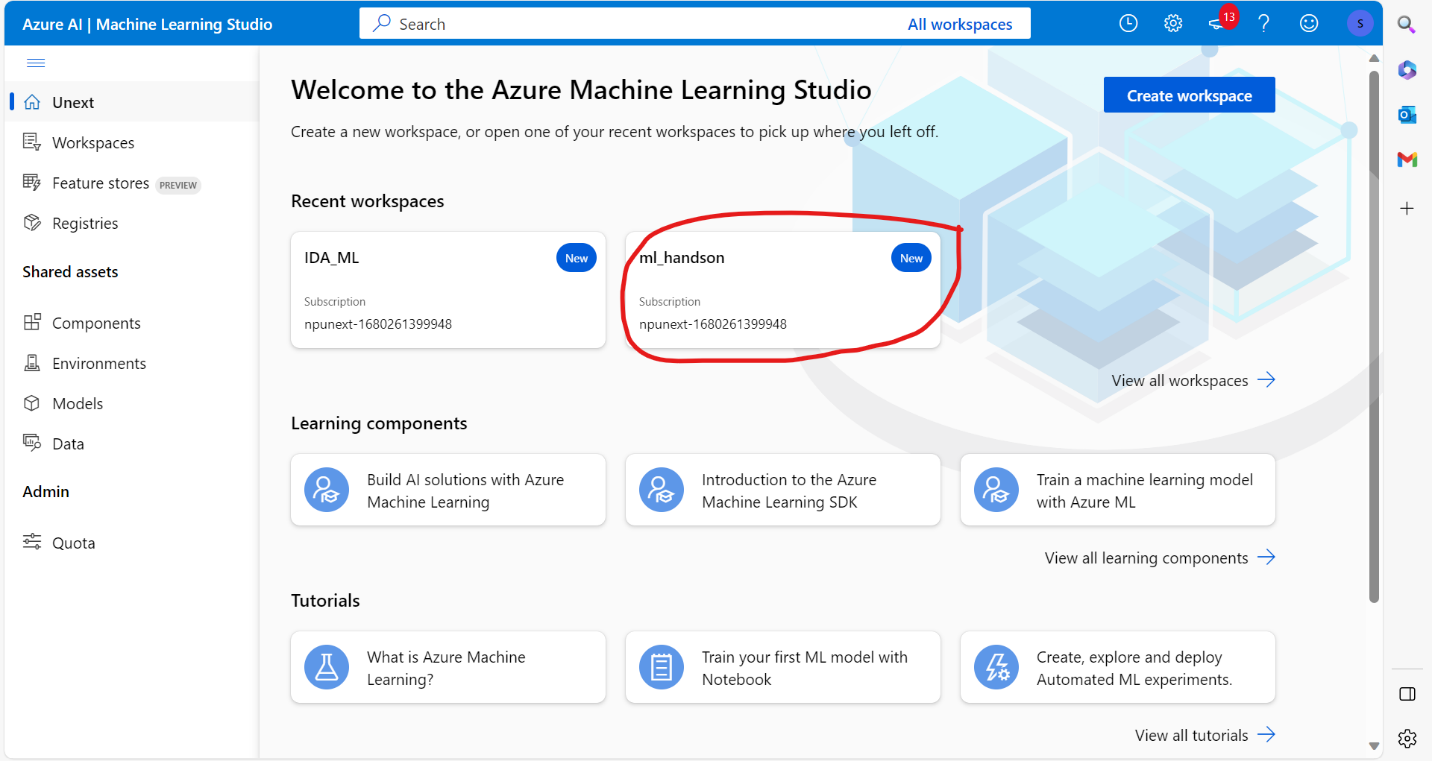 Azure AI | Machine Learning Studio
Search
All workspaces
13
S
Unext
Workspaces
Feature stores PREVIEW
Registries
Shared assets
Components
Environments
Models
Data
Admin
Quota
Welcome to the Azure Machine Learning Studio
Create workspace
Create a new workspace, or open one of your recent workspaces to pick up where you left off.
Recent workspaces
IDA_ML
New
Subscription
npunext-1680261399948
ml_handson
New
Subscription
npunext-1680261399948
View all workspaces
Learning components
Build AI solutions with Azure
Machine Learning
Introduction to the Azure
Machine Learning SDK
Train a machine learning model
with Azure ML
View all learning components
Tutorials
What is Azure Machine
Learning?
Train your first ML model with
Notebook
Create, explore and deploy
Automated ML experiments.
View all tutorials